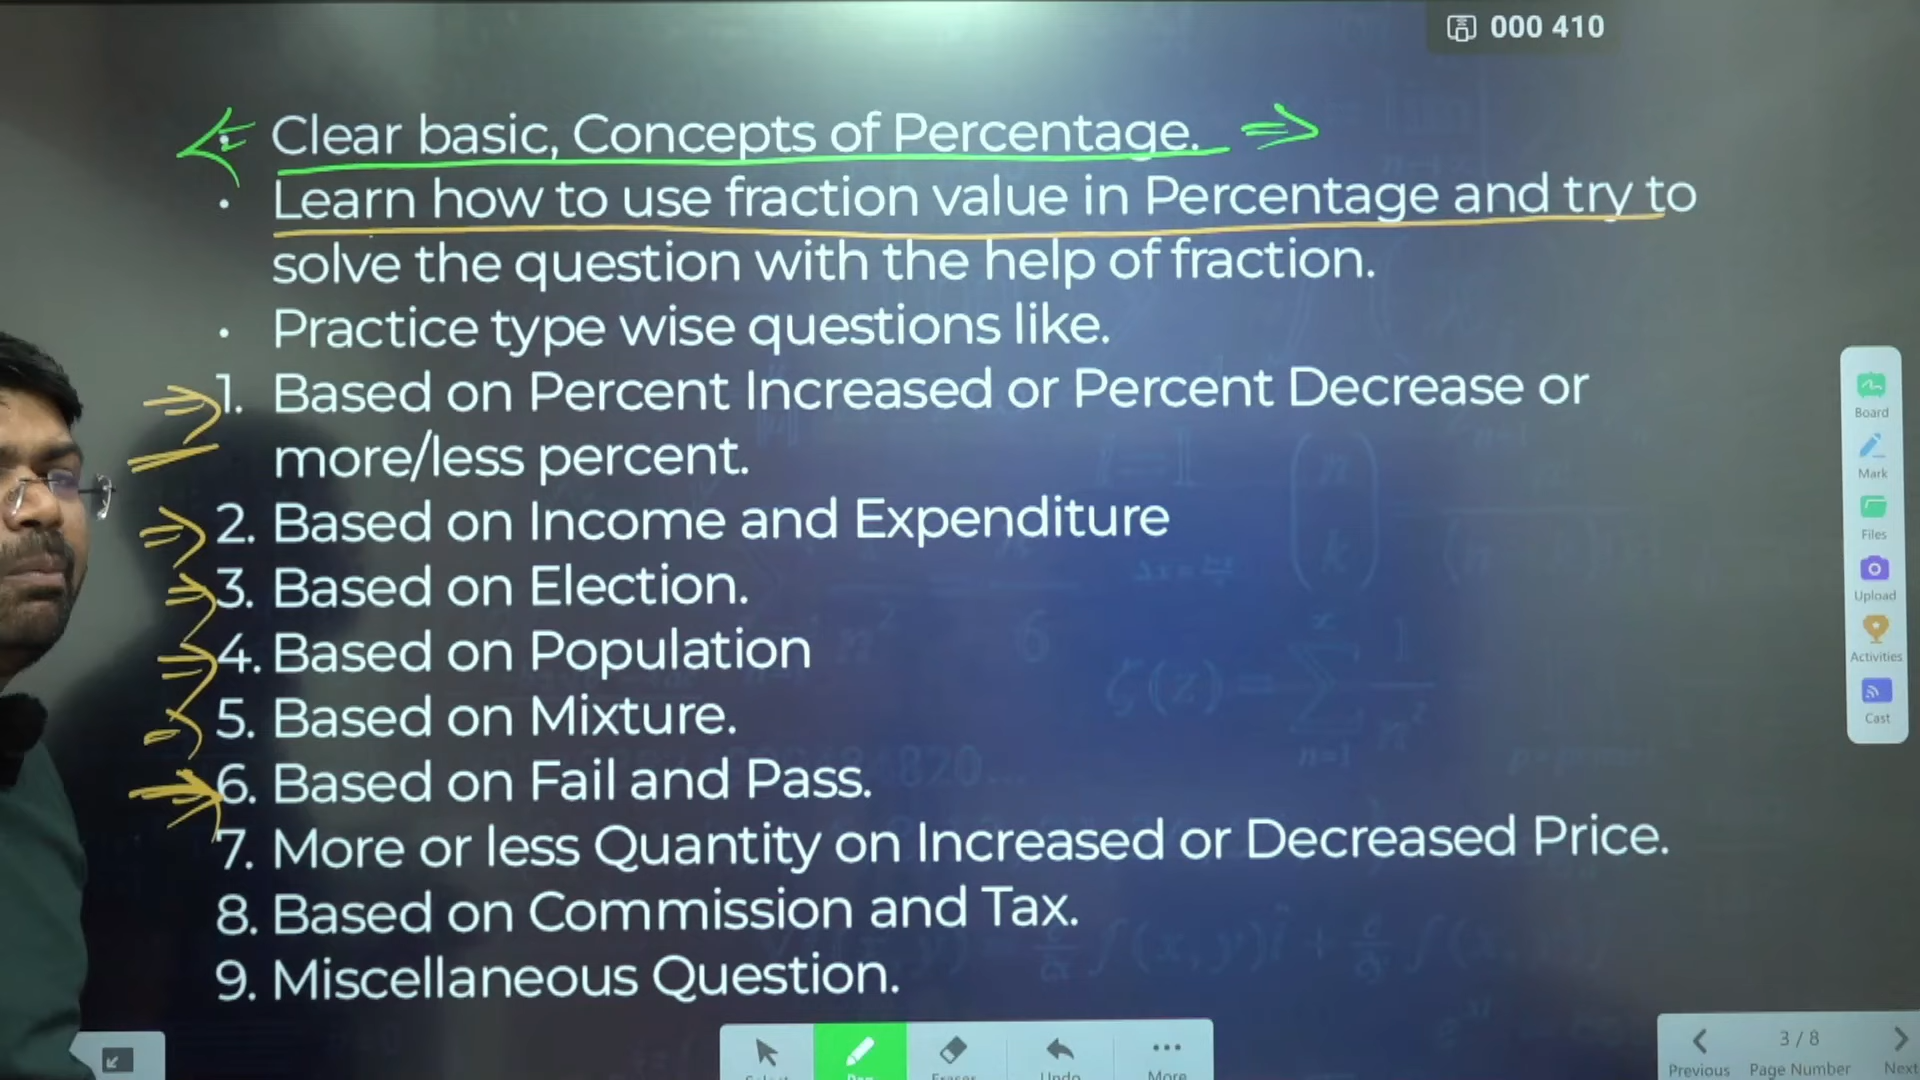 000 410
• Clear basic, Concepts of Percentage.
• Learn how to use fraction value in Percentage and try to
solve the question with the help of fraction.
• Practice type wise questions like.
1. Based on Percent Increased or Percent Decrease or
more/less percent.
2. Based on Income and Expenditure
3. Based on Election.
4. Based on Population
5. Based on Mixture.
6. Based on Fail and Pass.
7. More or less Quantity on Increased or Decreased Price.
8. Based on Commission and Tax.
9. Miscellaneous Question.
Board
Mark
Files
Upload
Activities
Cast
Select
Pen
Eraser
Undo
More
3 / 8
Previous Page Number Next